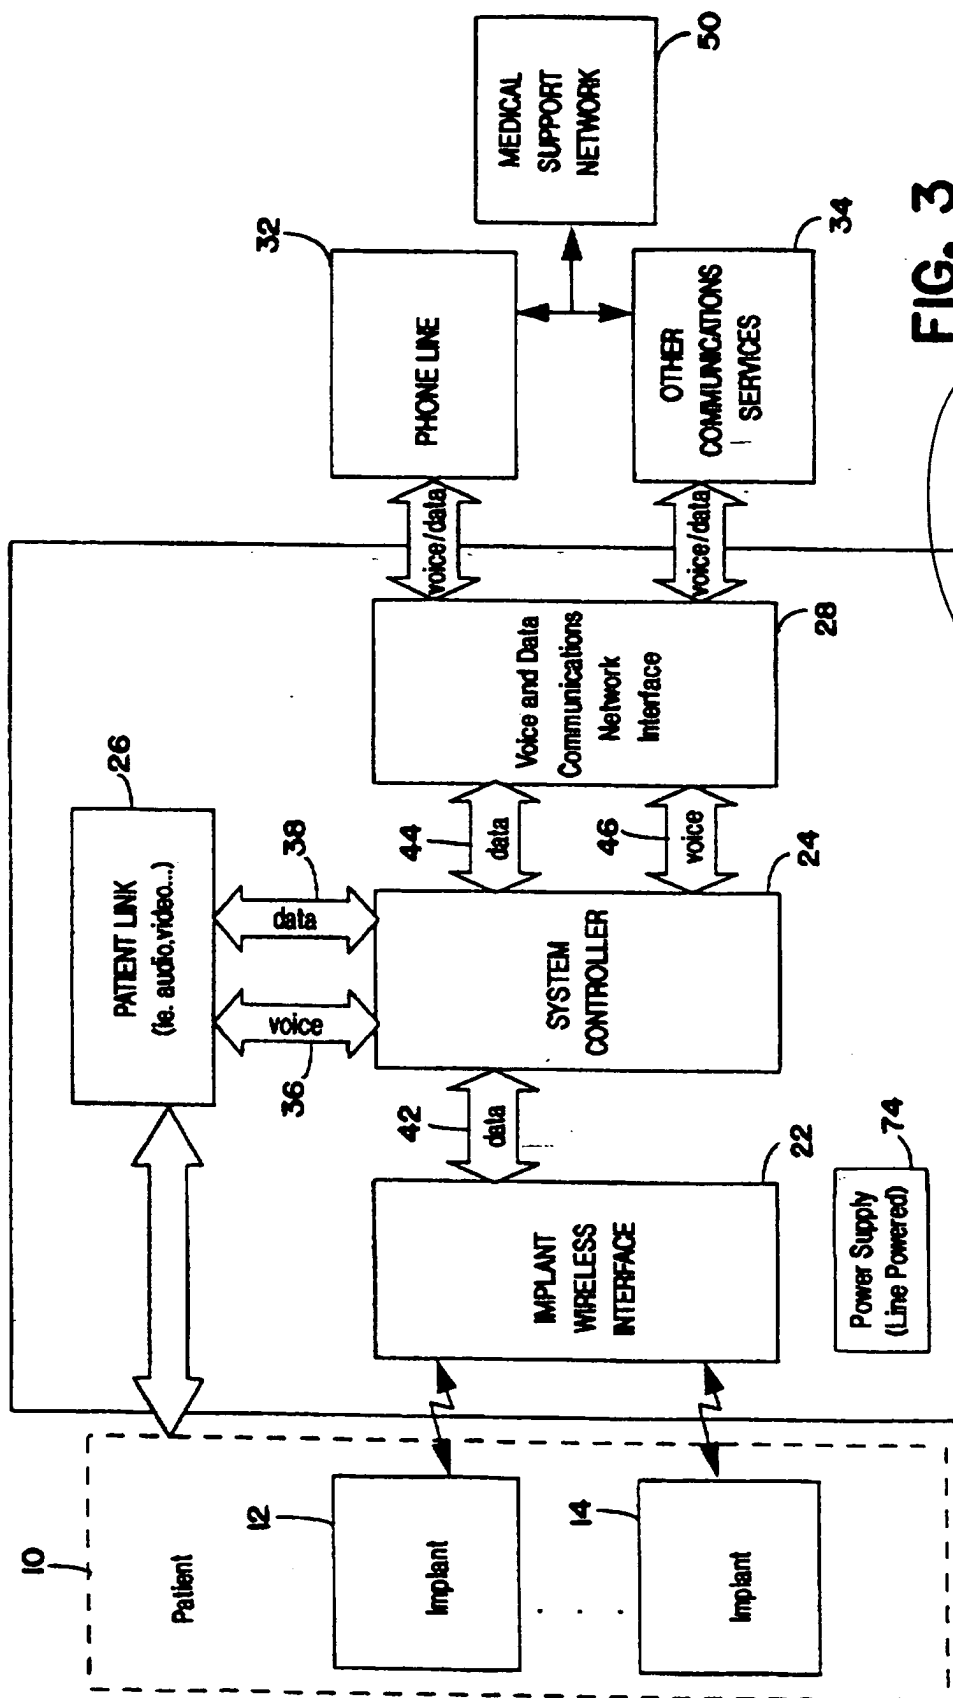 10
Patient
12
Implant
14
Implant
26
PATIENT LINK
(ie. audio,video...)
36
voice
38
data
22
IMPLANT
WIRELESS
INTERFACE
42
data
24
SYSTEM
CONTROLLER
44
data
46
voice
28
Voice and Data
Communications
Network
Interface
74
Power Supply
(Line Powered)
voice/data
voice/data
32
PHONE LINE
34
OTHER
COMMUNICATIONS
SERVICES
50
MEDICAL
SUPPORT
NETWORK
FIG. 3